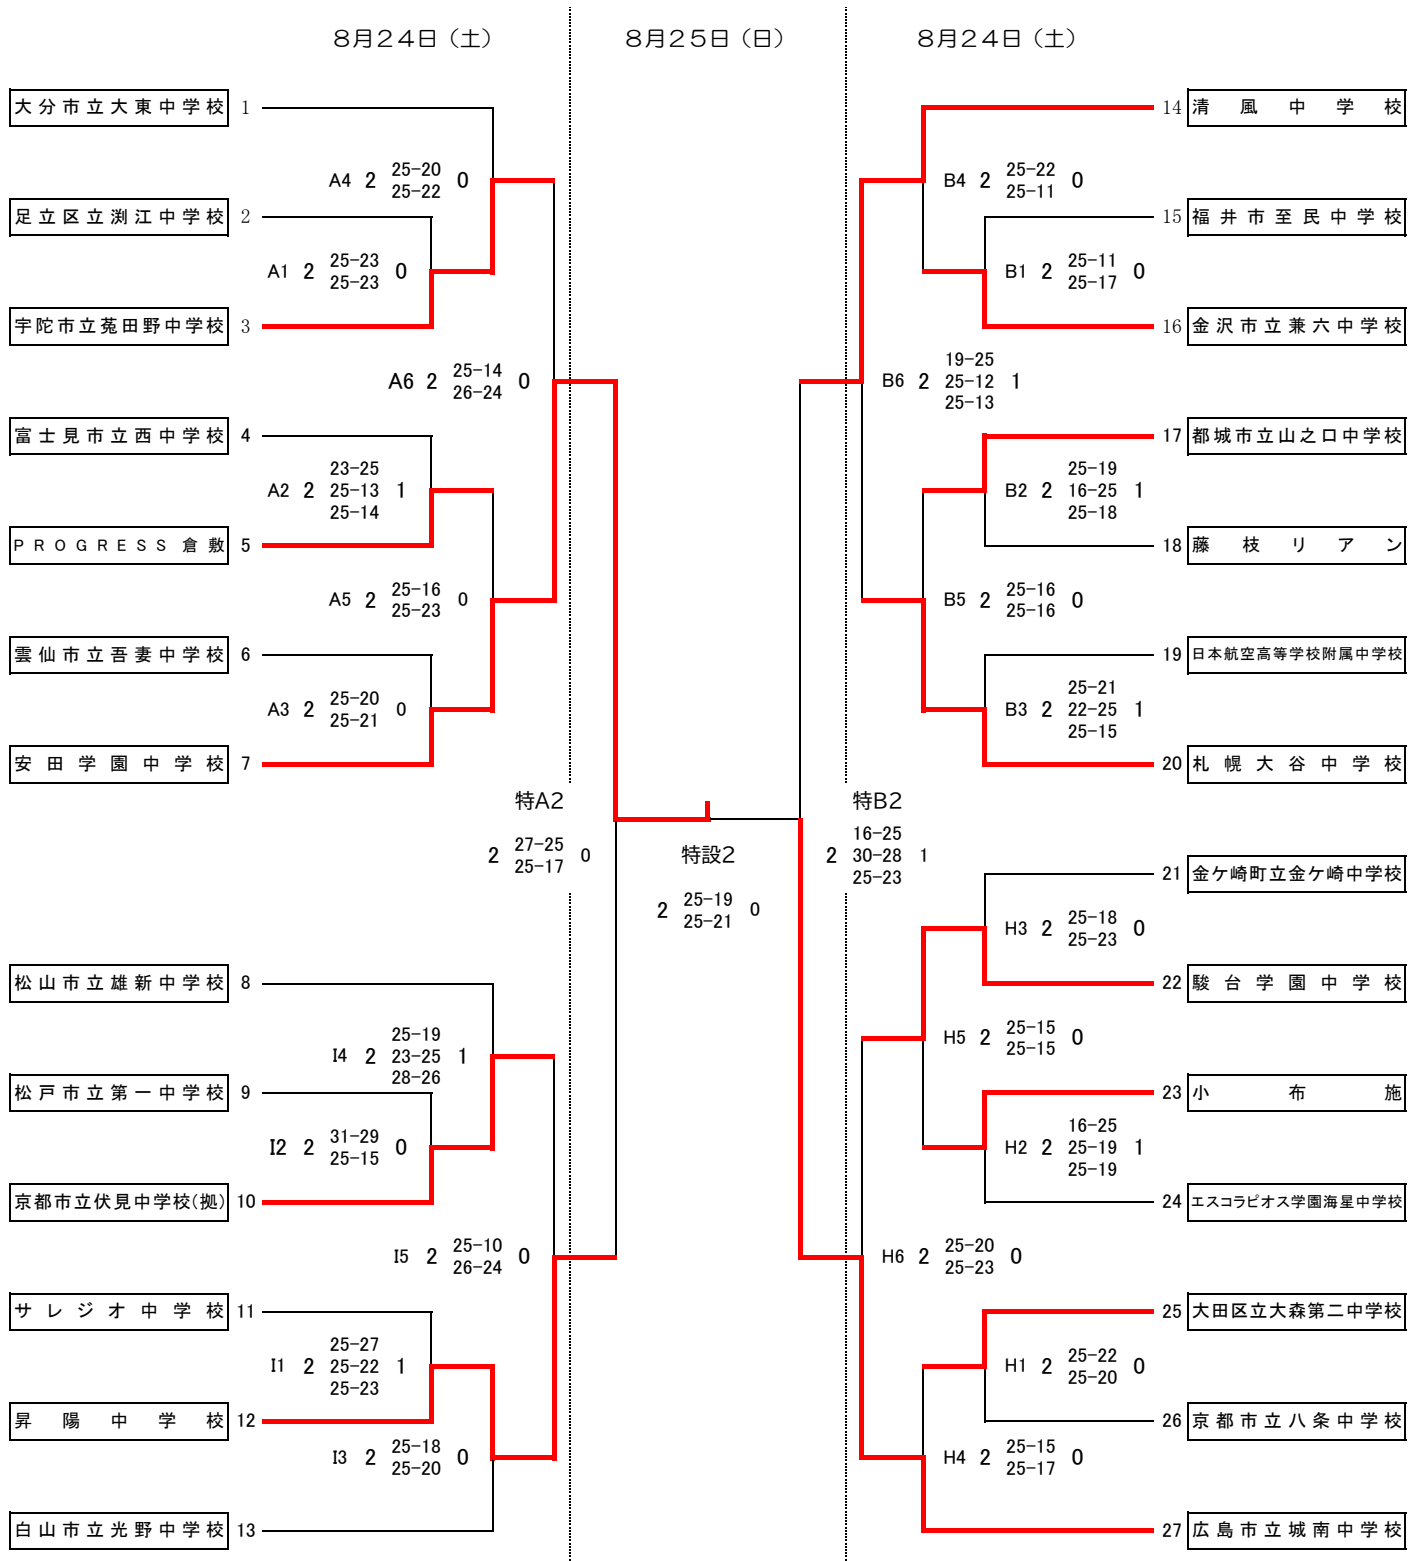 8月24日（土） 8月25日（日） 8月24日（土）
大分市立大東中学校 1
14 清風中学校
A4 2 25-20 0
25-22
B4 2 25-22 0
25-11
足立区立渕江中学校 2
15 福井市至民中学校
A1 2 25-23 0
25-23
B1 2 25-11 0
25-17
宇陀市立菟田野中学校 3
16 金沢市立兼六中学校
A6 2 25-14 0
26-24
19-25
B6 2 25-12 1
25-13
富士見市立西中学校 4
17 都城市立山之口中学校
23-25
A2 2 25-13 1
25-14
25-19
B2 2 16-25 1
25-18
PROGRESS倉敷 5
18 藤枝リアン
A5 2 25-16 0
25-23
B5 2 25-16 0
25-16
雲仙市立吾妻中学校 6
19 日本航空高等学校附属中学校
A3 2 25-20 0
25-21
25-21
B3 2 22-25 1
25-15
安田学園中学校 7
20 札幌大谷中学校
特A2
2 27-25 0
25-17
特設2
2 25-19 0
25-21
特B2
16-25
2 30-28 1
25-23
21 金ケ崎町立金ケ崎中学校
H3 2 25-18 0
25-23
松山市立雄新中学校 8
22 駿台学園中学校
25-19
I4 2 23-25 1
28-26
H5 2 25-15 0
25-15
松戸市立第一中学校 9
23 小布施
I2 2 31-29 0
25-15
16-25
H2 2 25-19 1
25-19
京都市立伏見中学校(拠) 10
24 エスコラピオス学園海星中学校
I5 2 25-10 0
26-24
H6 2 25-20 0
25-23
サレジオ中学校 11
25 大田区立大森第二中学校
25-27
I1 2 25-22 1
25-23
H1 2 25-22 0
25-20
昇陽中学校 12
26 京都市立八条中学校
I3 2 25-18 0
25-20
H4 2 25-15 0
25-17
白山市立光野中学校 13
27 広島市立城南中学校